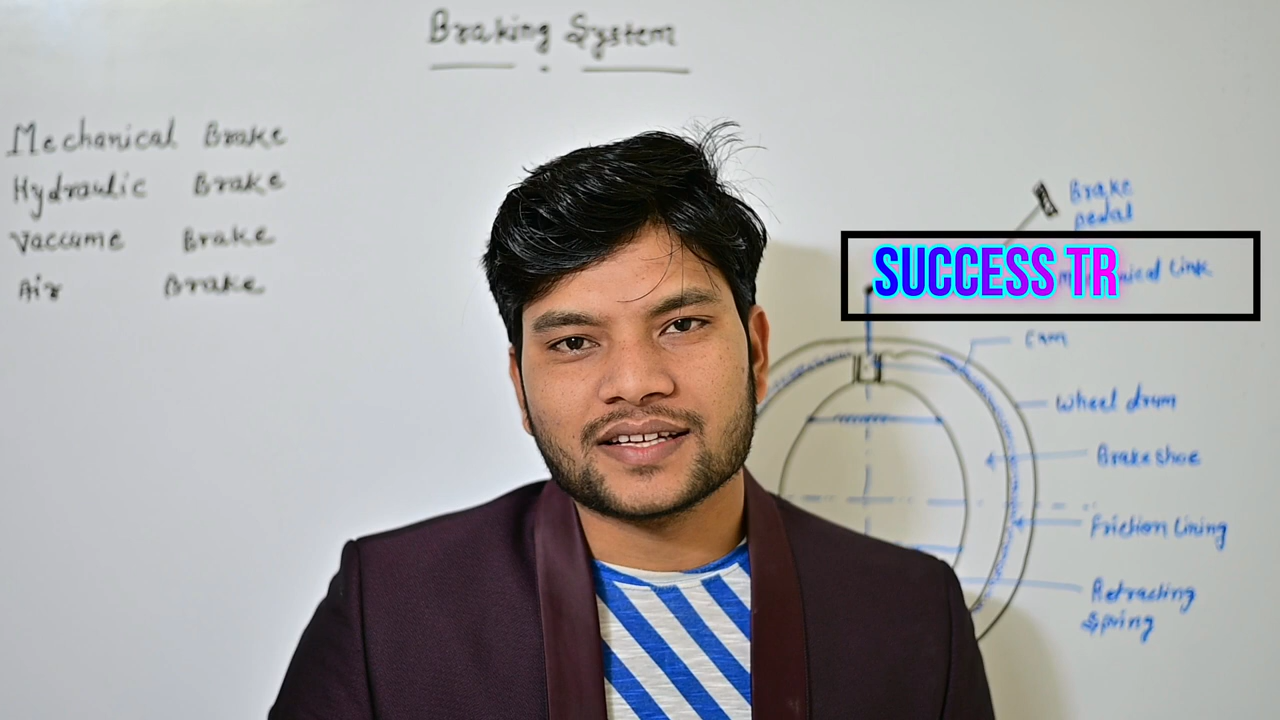 Braking System
Mechanical Brake
Hydraulic Brake
Vaccume Brake
Air Brake
Brake
pedal
SUCCESS TR
Link
Cam
Wheel drum
Brake shoe
Friction Lining
Retracting
Spring